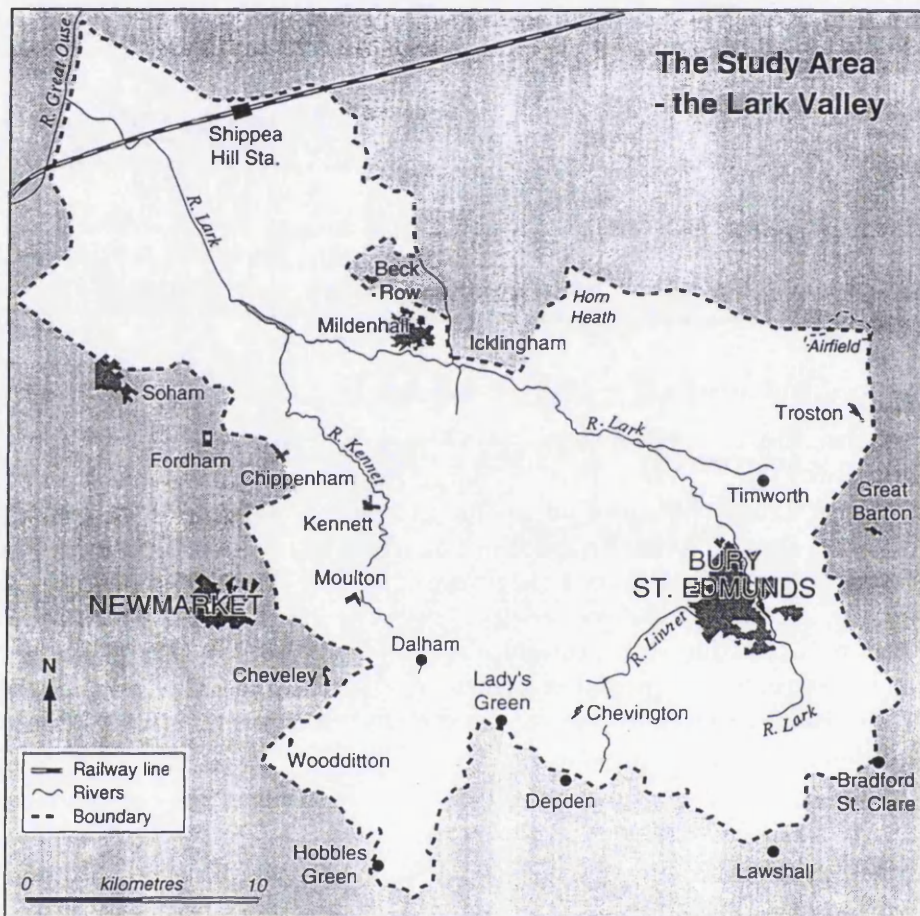 The Study Area
- the Lark Valley
R. Great Ouse
Shippea
Hill Sta.
R. Lark
Beck
Row
Mildenhall
Horn
Heath
Icklingham
Airfield
Soham
Troston
R. Lark
Fordham
R. Kennet
Chippenham
Timworth
Great
Barton
Kennett
BURY
ST. EDMUNDS
Moulton
NEWMARKET
R. Linnet
Dalham
N
Cheveley
Lady's
Green
Chevington
R. Lark
Woodditton
Railway line
Rivers
Boundary
Depden
Bradford
St. Clare
Hobbles
Green
Lawshall
0 kilometres 10